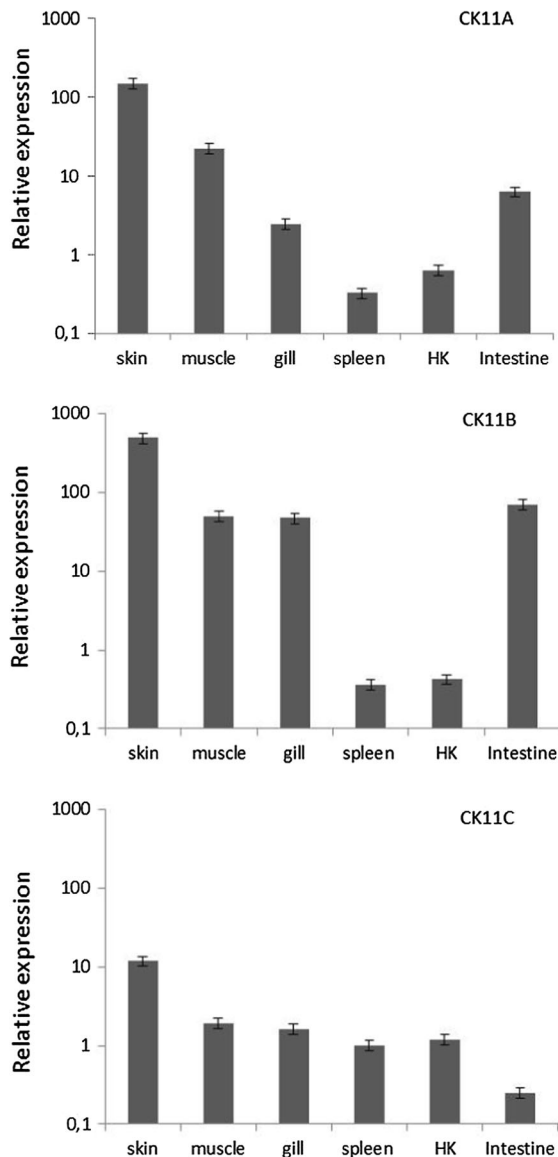 CK11A
Relative expression
1000
100
10
1
0,1
skin muscle gill spleen HK Intestine
CK11B
Relative expression
1000
100
10
1
0,1
skin muscle gill spleen HK Intestine
CK11C
Relative expression
1000
100
10
1
0,1
skin muscle gill spleen HK Intestine